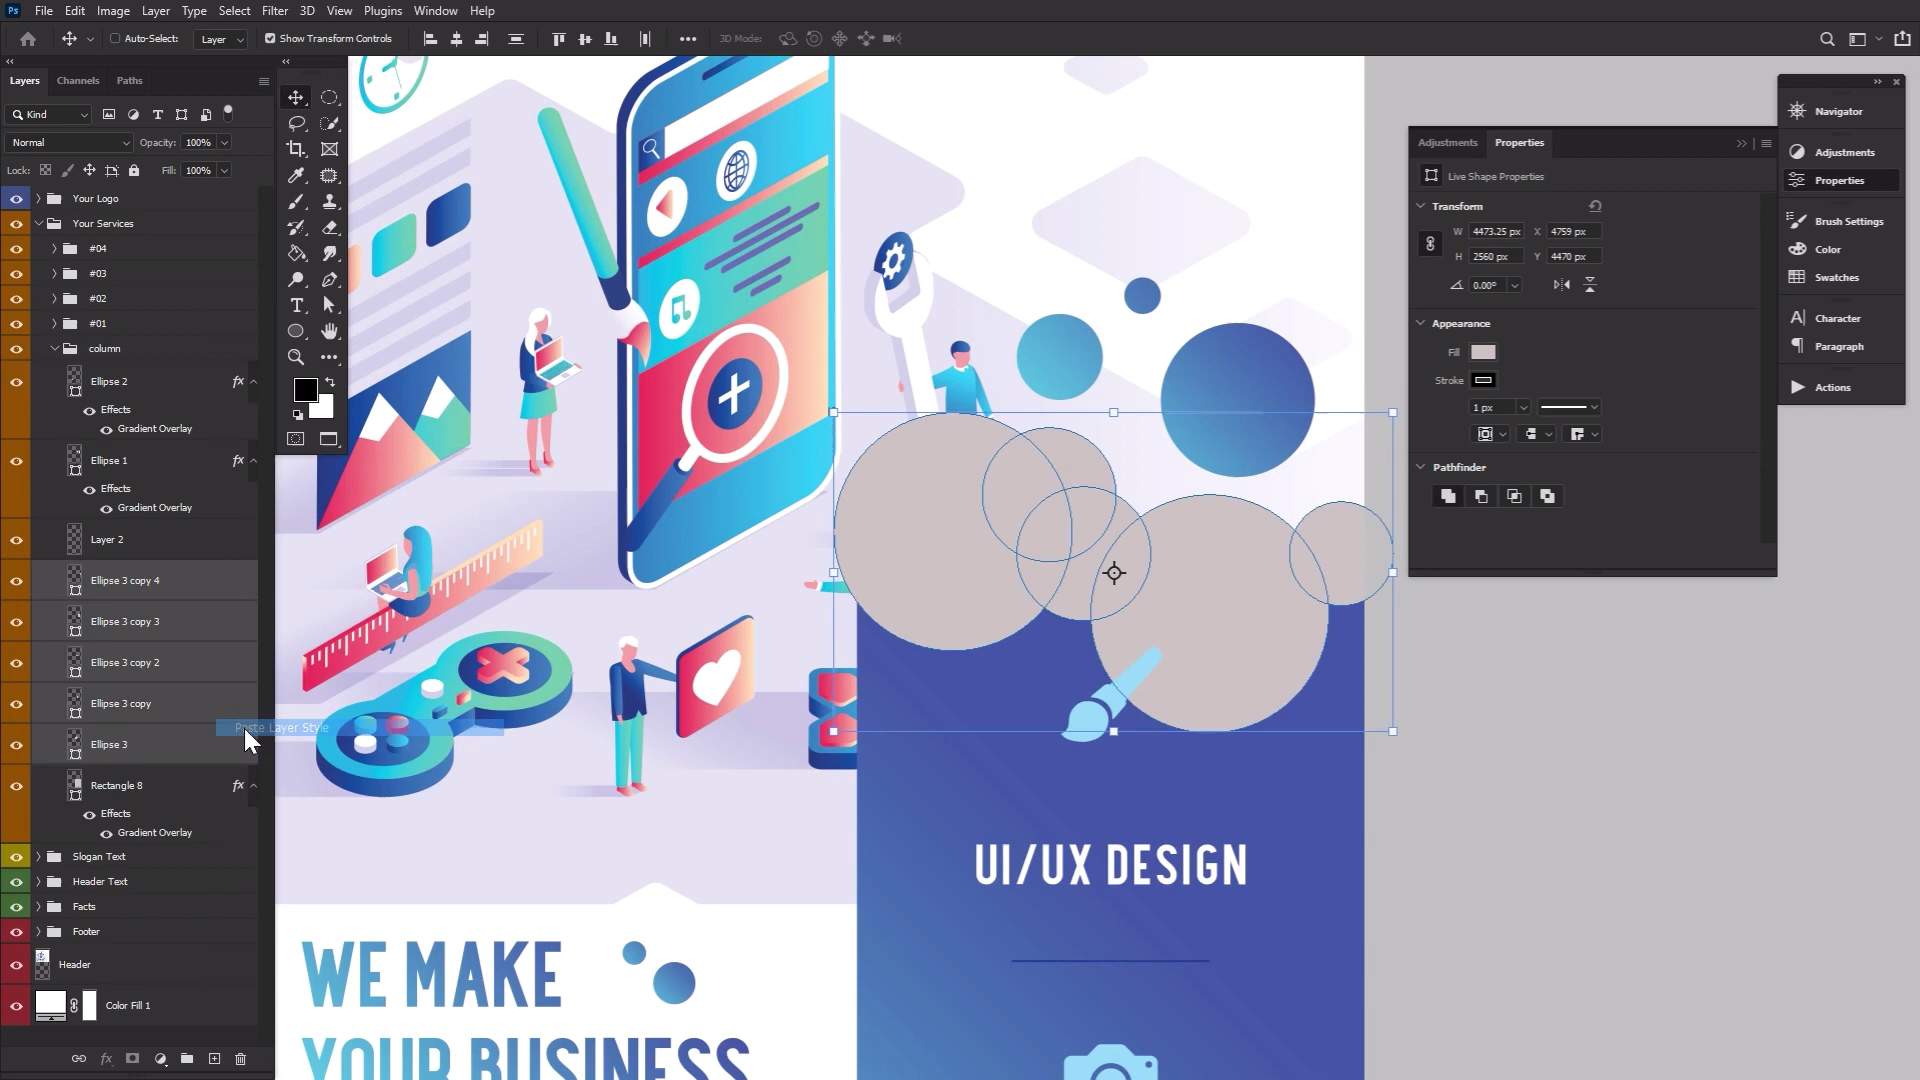 Ps File Edit Image Layer Type Select Filter 3D View Plugins Window Help
Auto-Select: Layer Show Transform Controls 3D Mode:
Layers Channels Paths
Kind
Normal Opacity: 100%
Lock: Fill: 100%
Your Logo
Your Services
#04
#03
#02
#01
column
Ellipse 2 fx
Effects
Gradient Overlay
Ellipse 1 fx
Effects
Gradient Overlay
Layer 2
Ellipse 3 copy 4
Ellipse 3 copy 3
Ellipse 3 copy 2
Ellipse 3 copy
Paste Layer Style
Ellipse 3
Rectangle 8 fx
Effects
Gradient Overlay
Slogan Text
Header Text
Facts
Footer
Header
Color Fill 1
fx
UI/UX DESIGN
WE MAKE
YOUR BUSINESS
Adjustments Properties
Live Shape Properties
Transform
W 4473.25 px X 4759 px
H 2560 px Y 4470 px
0.00°
Appearance
Fill
Stroke
1 px
Pathfinder
Navigator
Adjustments
Properties
Brush Settings
Color
Swatches
Character
Paragraph
Actions